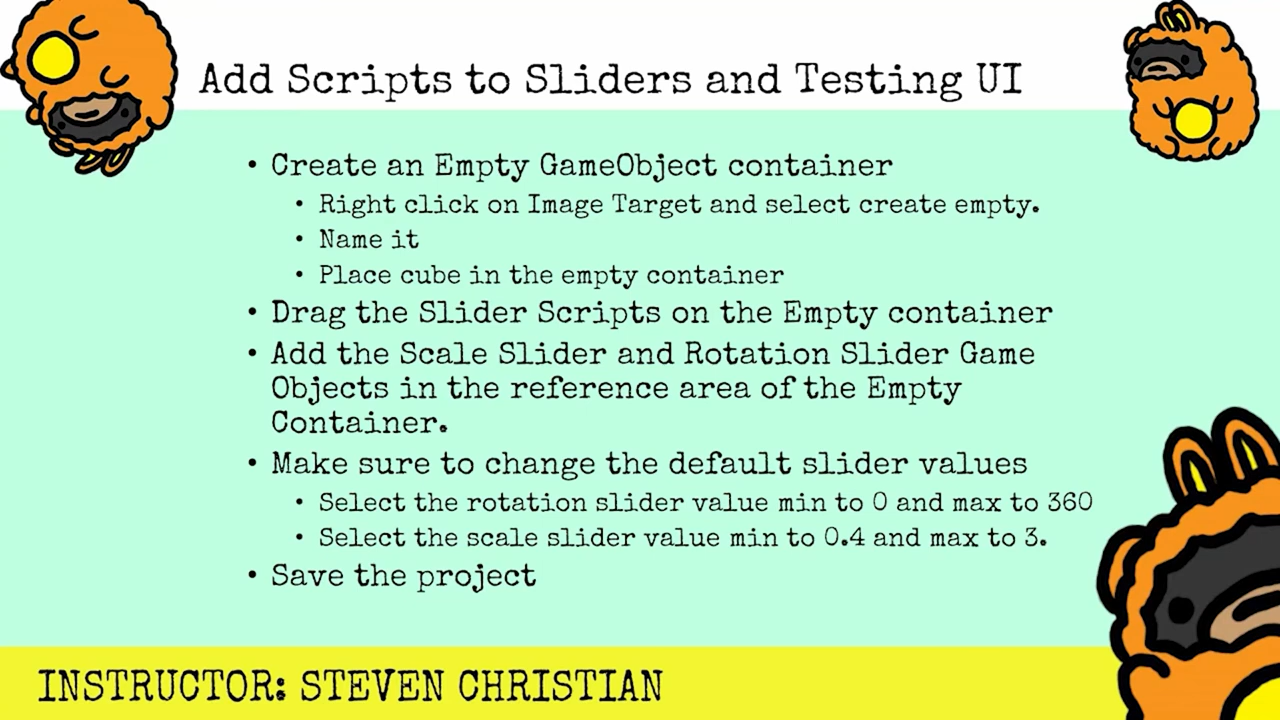 Add Scripts to Sliders and Testing UI
• Create an Empty GameObject container
• Right click on Image Target and select create empty.
• Name it
• Place cube in the empty container
• Drag the Slider Scripts on the Empty container
• Add the Scale Slider and Rotation Slider Game
Objects in the reference area of the Empty
Container.
• Make sure to change the default slider values
• Select the rotation slider value min to 0 and max to 360
• Select the scale slider value min to 0.4 and max to 3.
• Save the project
INSTRUCTOR: STEVEN CHRISTIAN